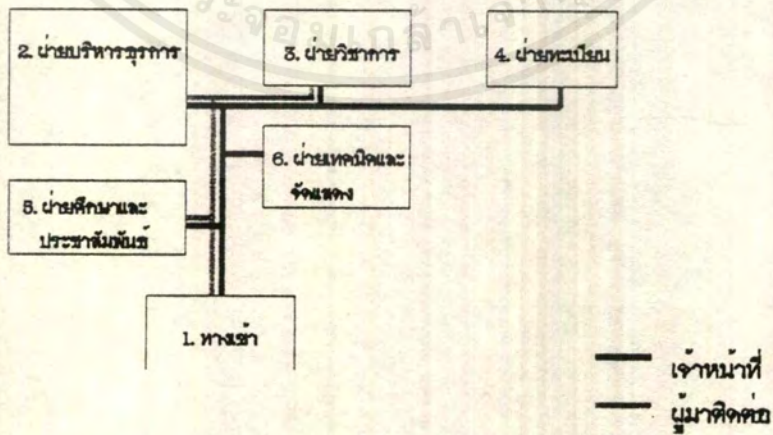 2. ฝ่ายบริหารธุรการ
3. ฝ่ายวิชาการ
4. ฝ่ายทะเบียน
6. ฝ่ายเทคนิคและ
จัดแสดง
5. ฝ่ายศึกษาและ
ประชาสัมพันธ์
1. ทางเข้า
เจ้าหน้าที่
ผู้มาติดต่อ